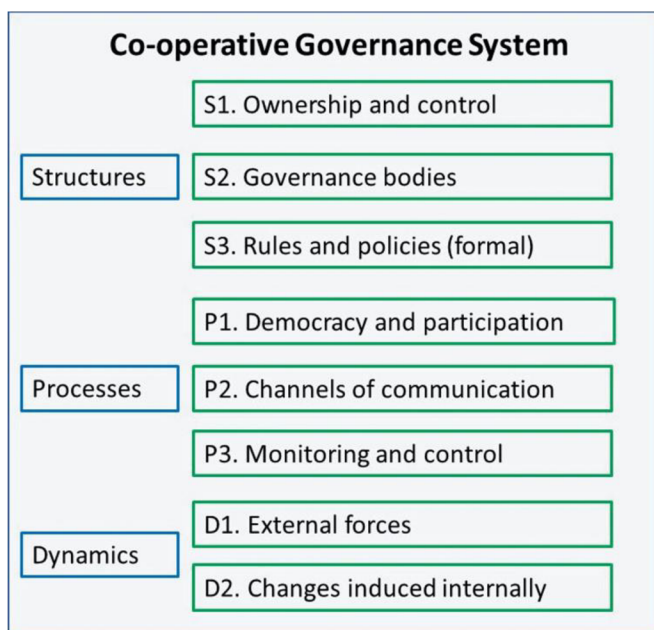 Co-operative Governance System
S1. Ownership and control
Structures
S2. Governance bodies
S3. Rules and policies (formal)
P1. Democracy and participation
Processes
P2. Channels of communication
P3. Monitoring and control
D1. External forces
Dynamics
D2. Changes induced internally